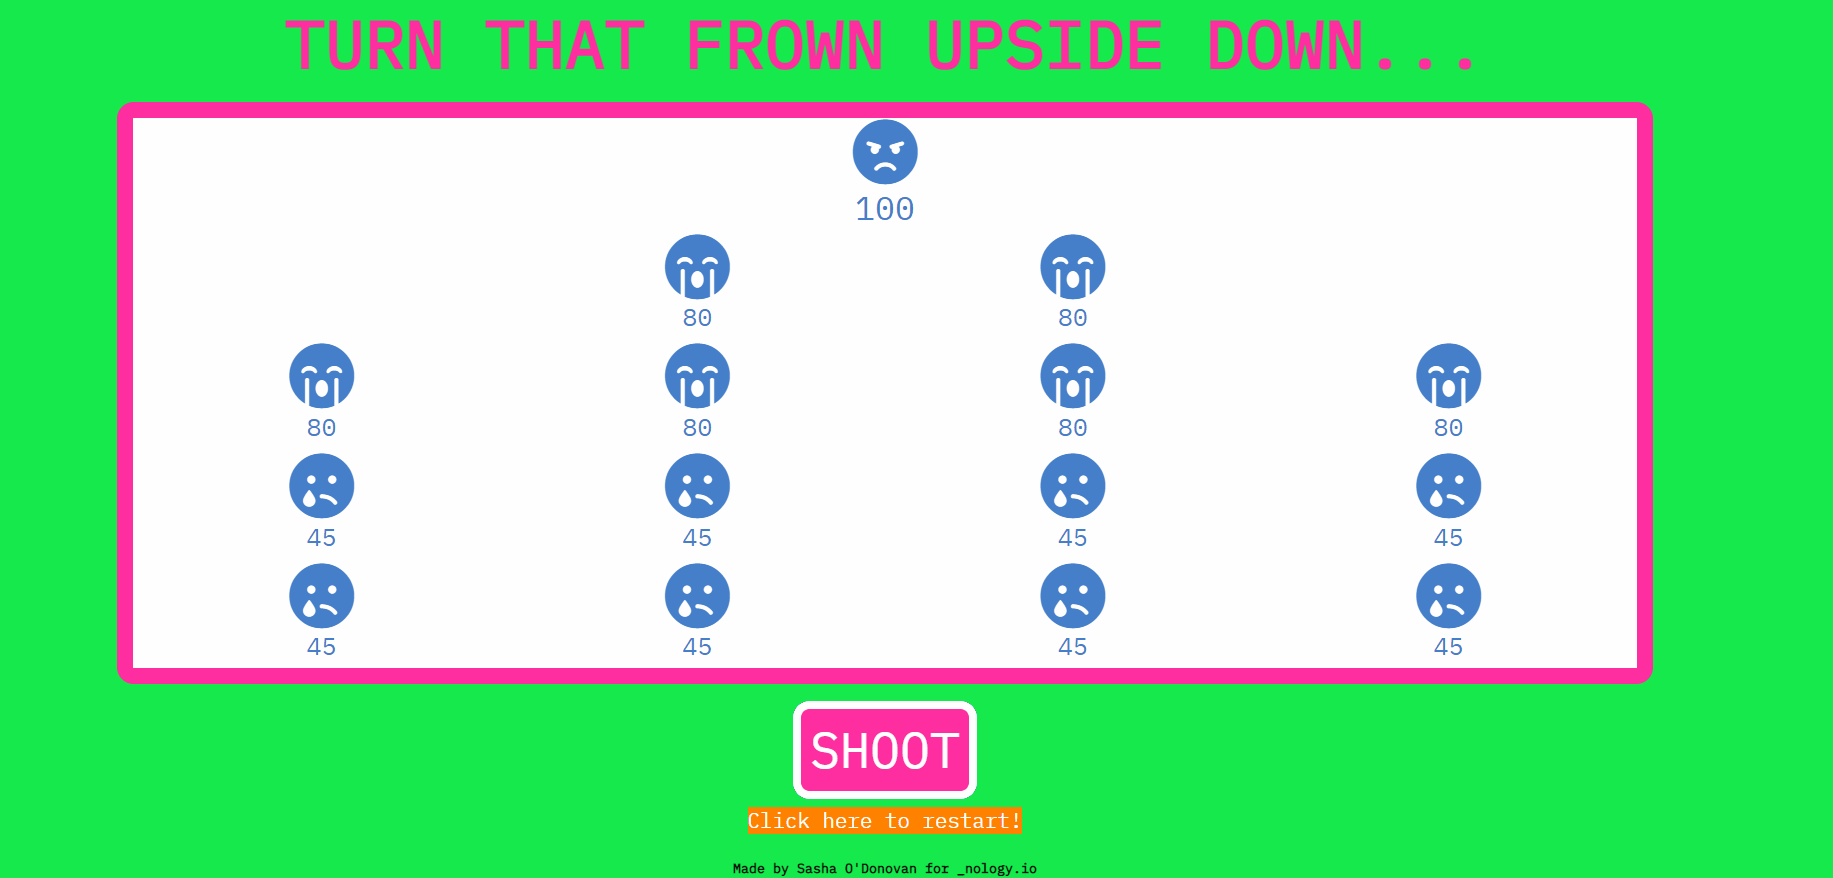 TURN THAT FROWN UPSIDE DOWN...
100
80 80
80 80 80 80
45 45 45 45
45 45 45 45
SHOOT
Click here to restart!
Made by Sasha O'Donovan for _nology.io